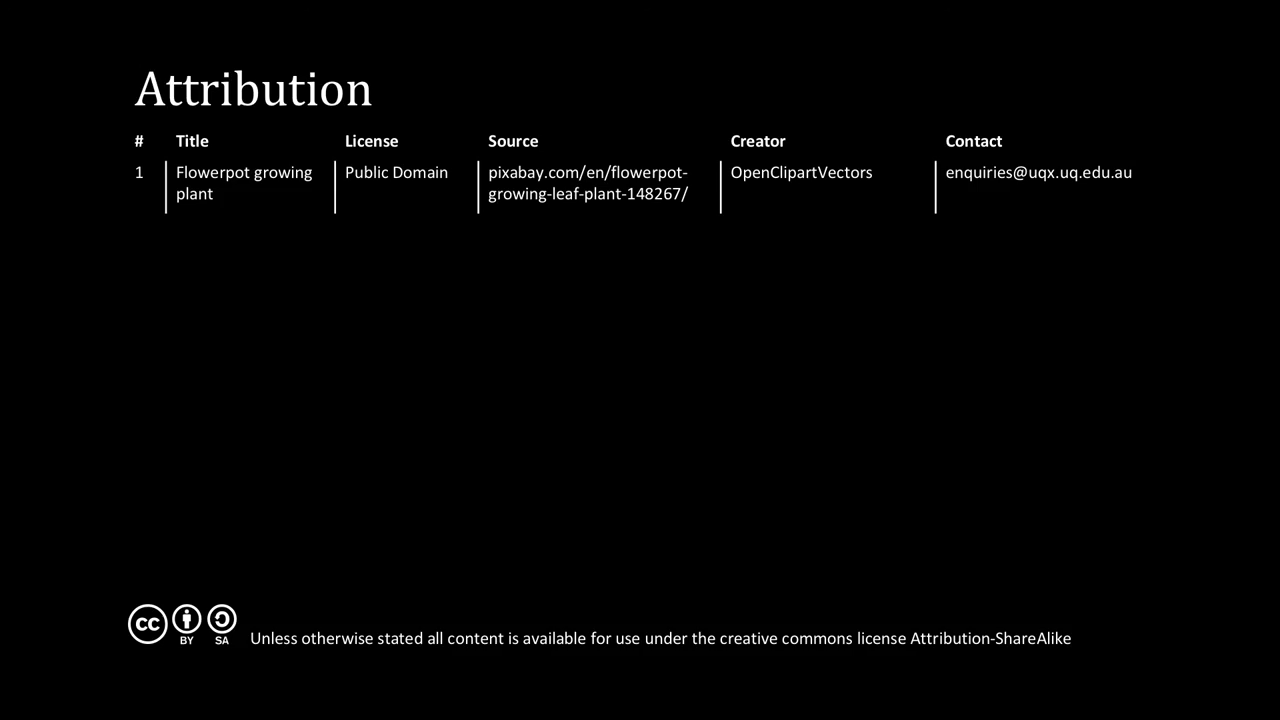 Attribution
# Title License Source Creator Contact
1 Flowerpot growing Public Domain pixabay.com/en/flowerpot- OpenClipartVectors enquiries@uqx.uq.edu.au
plant growing-leaf-plant-148267/
cc BY SA Unless otherwise stated all content is available for use under the creative commons license Attribution-ShareAlike